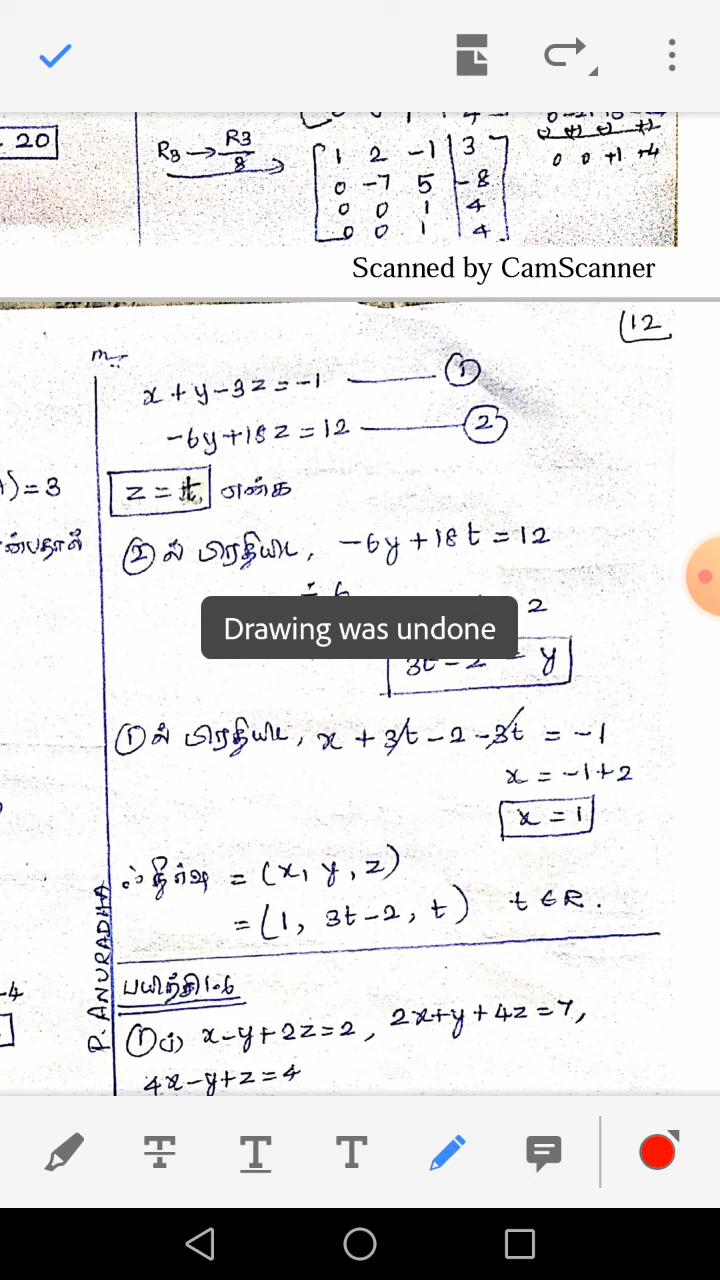 20
R3 → R3/8
1 2 -1 | 3
0 -7 5 | -8
0 0 1 | 4
0 0 1 | 4
0 0 +1 +4
Scanned by CamScanner
12
x + y - 3z = -1 ——— ①
-6y + 18z = 12 ——— ②
)=3
z = t, என்க
② ல் பிரதியிட, -6y + 18t = 12
÷ 6
2
Drawing was undone
3t - 2 = y
① ல் பிரதியிட, x + 3t - 2 - 3t = -1
x = -1 + 2
x = 1
∴ தீர்வு = (x, y, z)
= (1, 3t-2, t) t ∈ R.
P. ANURADHA
-4
பயிற்சி 1.6
① i) x-y+2z=2, 2x+y+4z=7,
4x-y+z=4
T T T